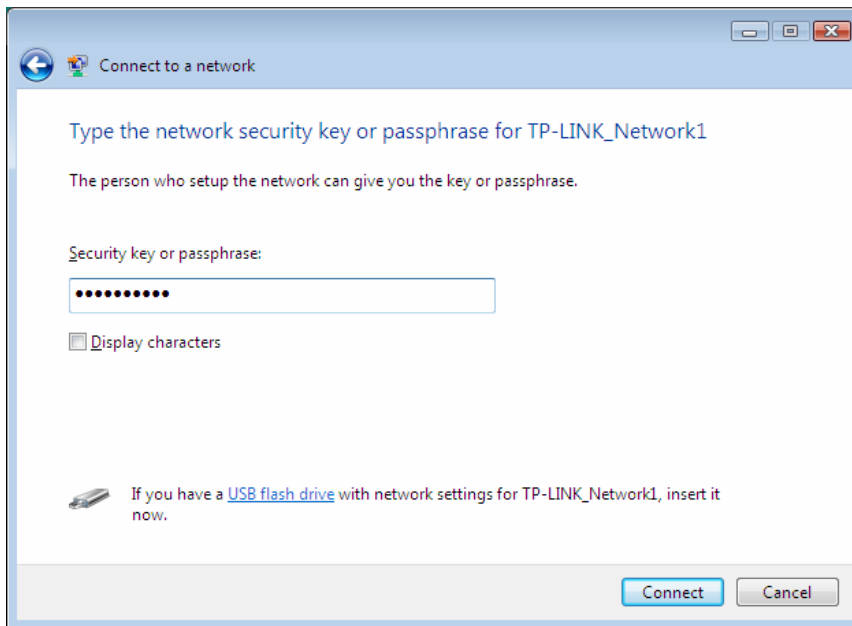 Connect to a network
Type the network security key or passphrase for TP-LINK_Network1
The person who setup the network can give you the key or passphrase.
Security key or passphrase:
••••••••••
Display characters
If you have a USB flash drive with network settings for TP-LINK_Network1, insert it
now.
Connect Cancel